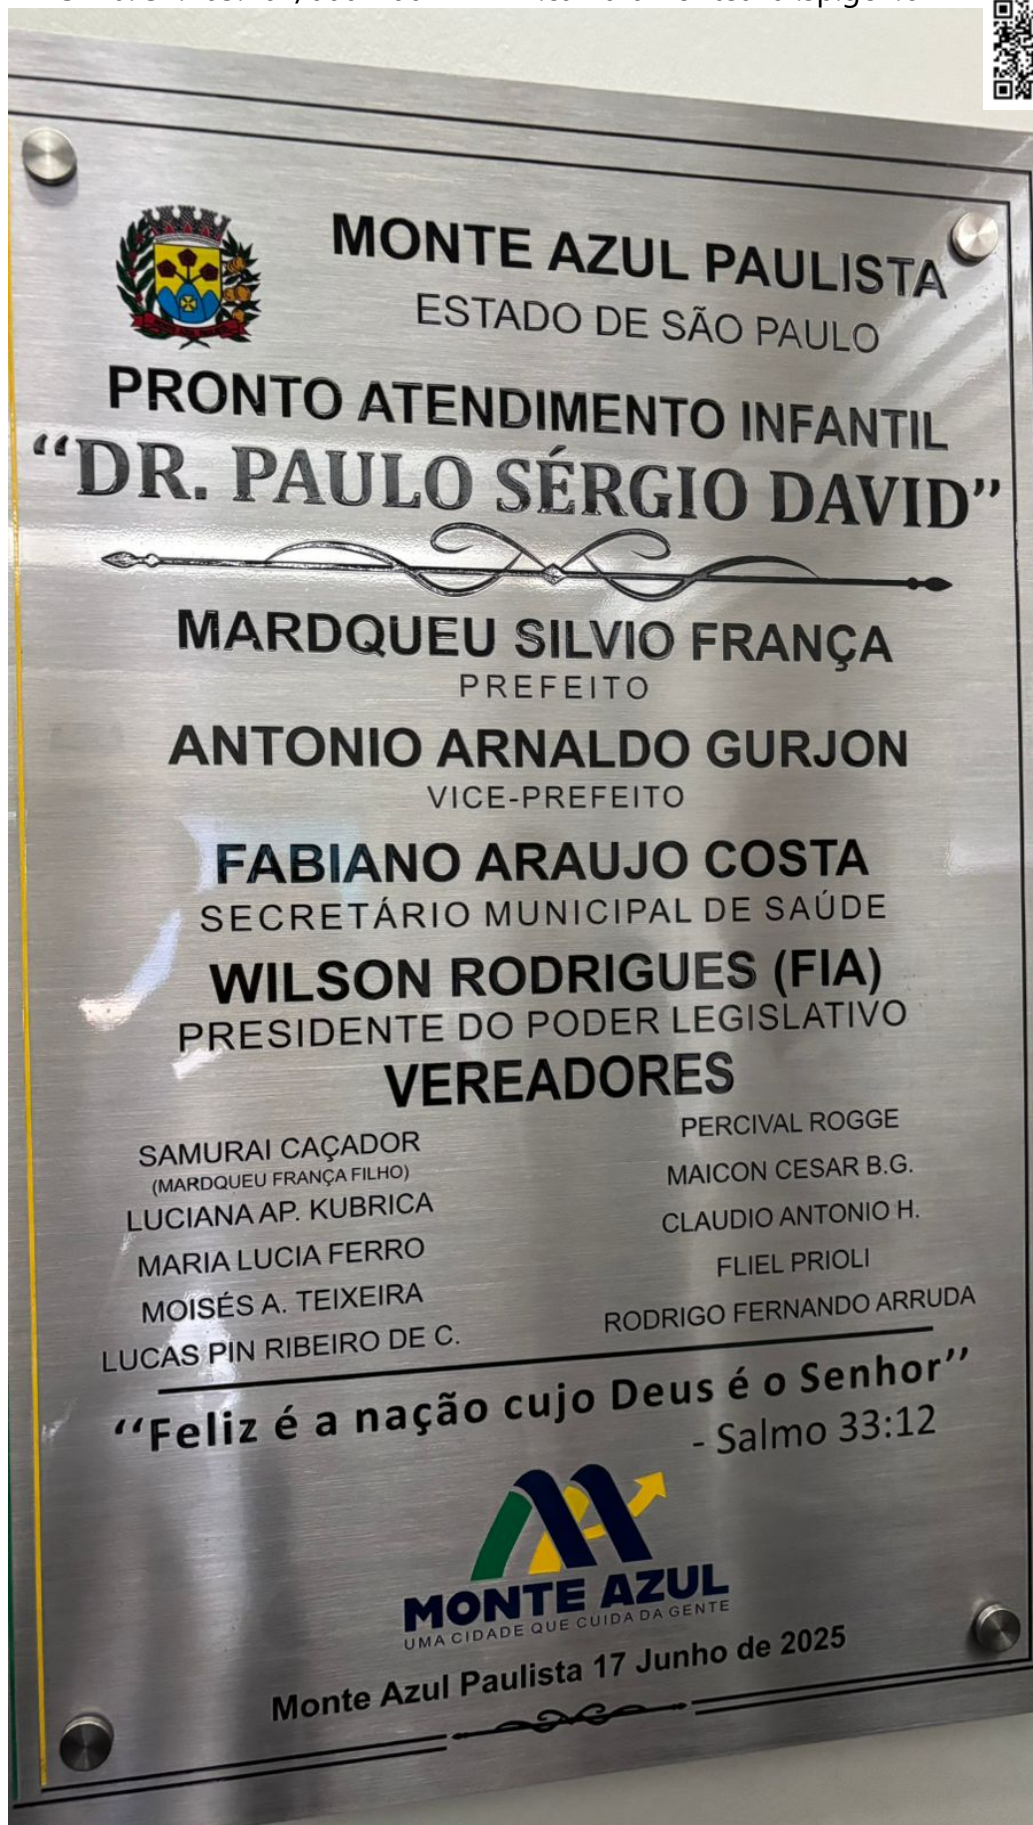 MONTE AZUL PAULISTA
ESTADO DE SÃO PAULO
PRONTO ATENDIMENTO INFANTIL
“DR. PAULO SÉRGIO DAVID”
MARDQUEU SILVIO FRANÇA
PREFEITO
ANTONIO ARNALDO GURJON
VICE-PREFEITO
FABIANO ARAUJO COSTA
SECRETÁRIO MUNICIPAL DE SAÚDE
WILSON RODRIGUES (FIA)
PRESIDENTE DO PODER LEGISLATIVO
VEREADORES
SAMURAI CAÇADOR
(MARDQUEU FRANÇA FILHO)
LUCIANA AP. KUBRICA
MARIA LUCIA FERRO
MOISÉS A. TEIXEIRA
LUCAS PIN RIBEIRO DE C.
PERCIVAL ROGGE
MAICON CESAR B.G.
CLAUDIO ANTONIO H.
FLIEL PRIOLI
RODRIGO FERNANDO ARRUDA
“Feliz é a nação cujo Deus é o Senhor”
- Salmo 33:12
MONTE AZUL
UMA CIDADE QUE CUIDA DA GENTE
Monte Azul Paulista 17 Junho de 2025